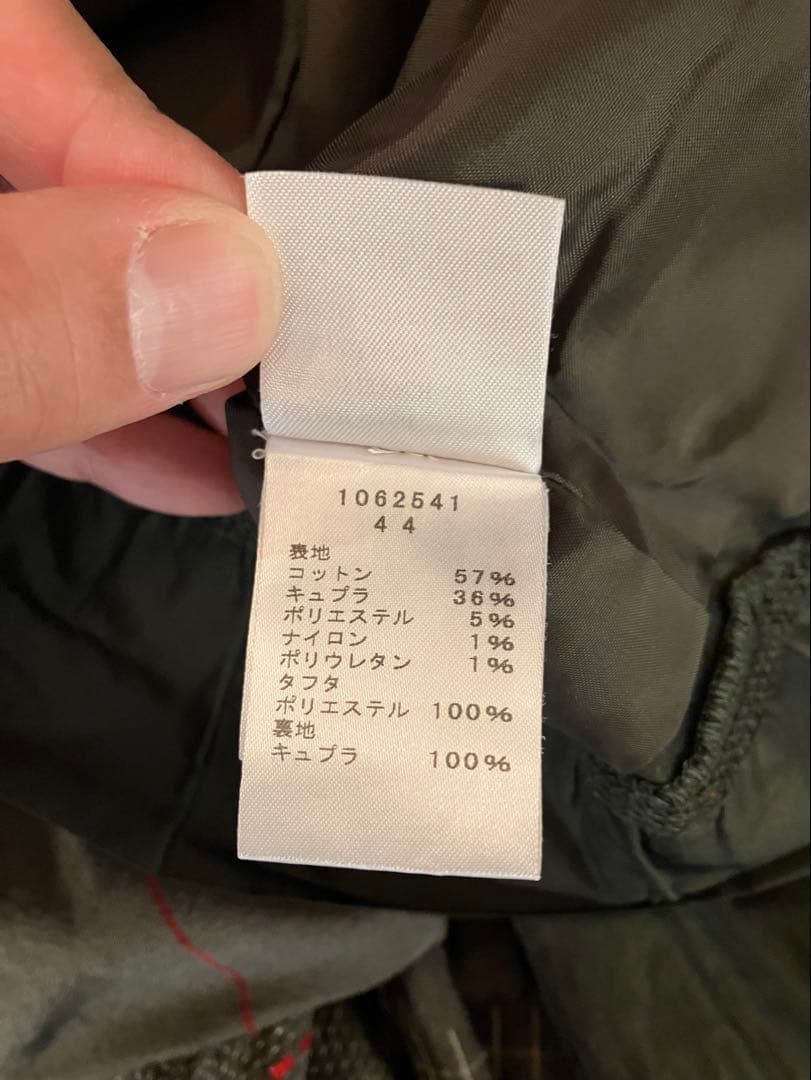 1062541
44
表地
コットン 57%
キュプラ 36%
ポリエステル 5%
ナイロン 1%
ポリウレタン 1%
タフタ
ポリエステル 100%
裏地
キュプラ 100%